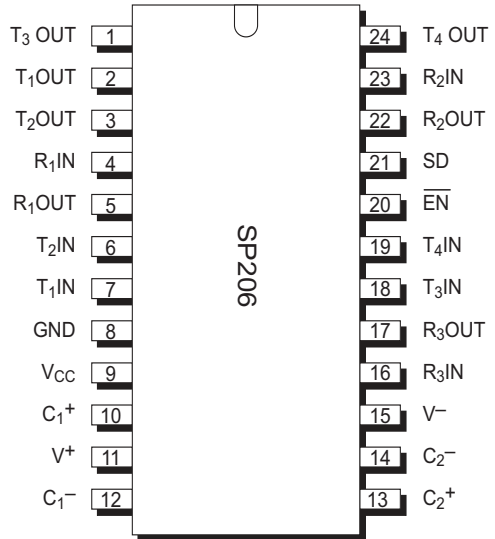 T₃ OUT 1 24 T₄ OUT
T₁OUT 2 23 R₂IN
T₂OUT 3 22 R₂OUT
R₁IN 4 21 SD
R₁OUT 5 20 E̅N̅
T₂IN 6 19 T₄IN
T₁IN 7 18 T₃IN
GND 8 17 R₃OUT
V_CC 9 16 R₃IN
C₁⁺ 10 15 V⁻
V⁺ 11 14 C₂⁻
C₁⁻ 12 13 C₂⁺
SP206